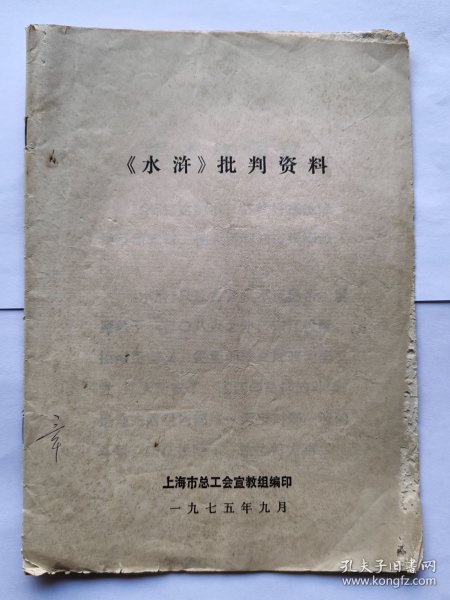 《水浒》批判资料
章
上海市总工会宣教组编印
一九七五年九月
孔夫子旧书网
www.kongfz.com